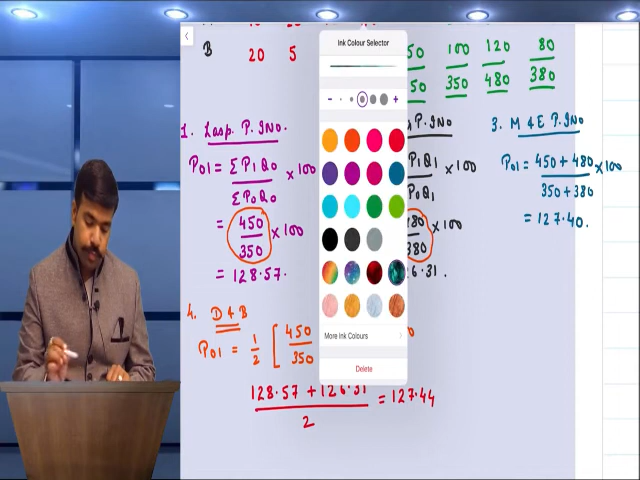 B 20 5 50 100 120 80
350 480 380
50
Ink Colour Selector
- +
1. Lasp. P. INo.
P. INo
3. M & E P. INo.
P01 = ΣP1Q0 / ΣP0Q0 × 100
P1Q1 / P0Q1 × 100
P01 = 450 + 480 / 350 + 380 × 100
= 450 / 350 × 100
380 × 100
= 127.40.
= 128.57.
6.31.
4. D & B
P01 = 1/2 [ 450 / 350
More Ink Colours
Delete
128.57 + 126.31 / 2 = 127.44